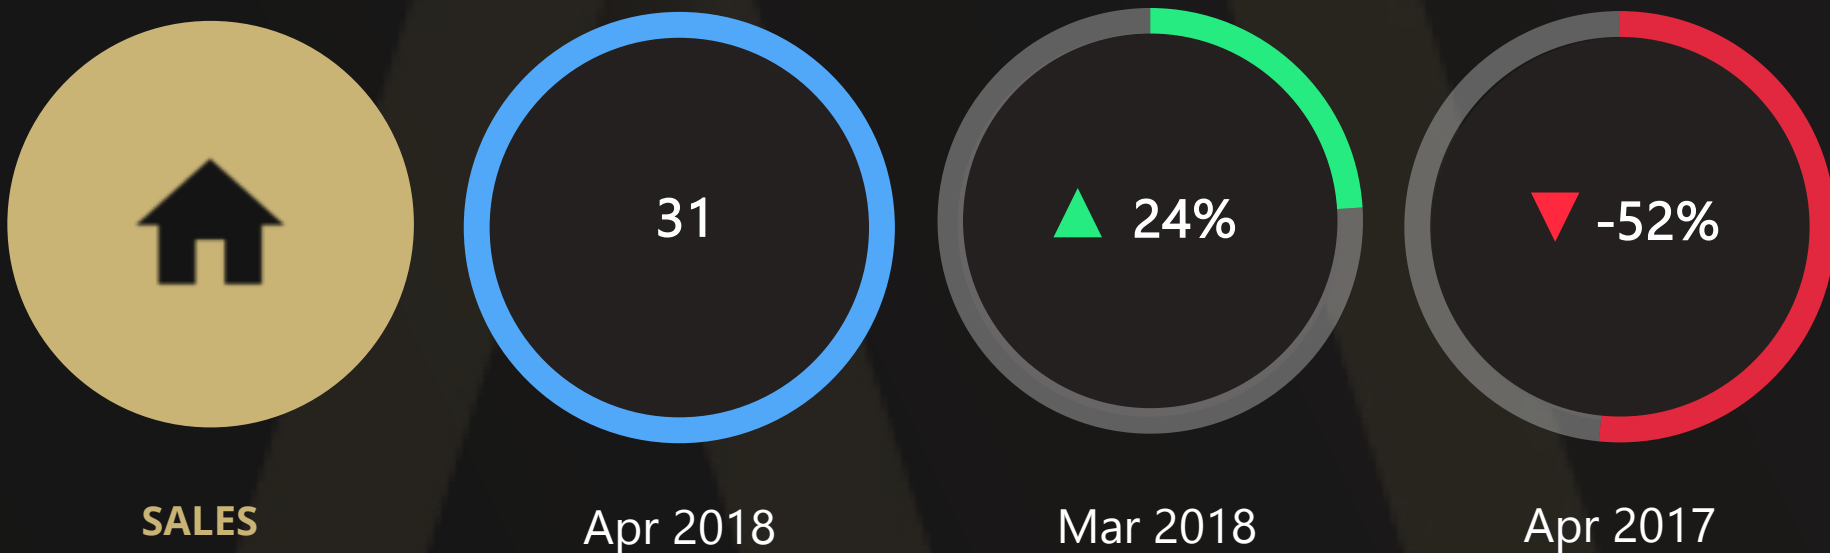 31
▲ 24%
▼ -52%
SALES
Apr 2018
Mar 2018
Apr 2017